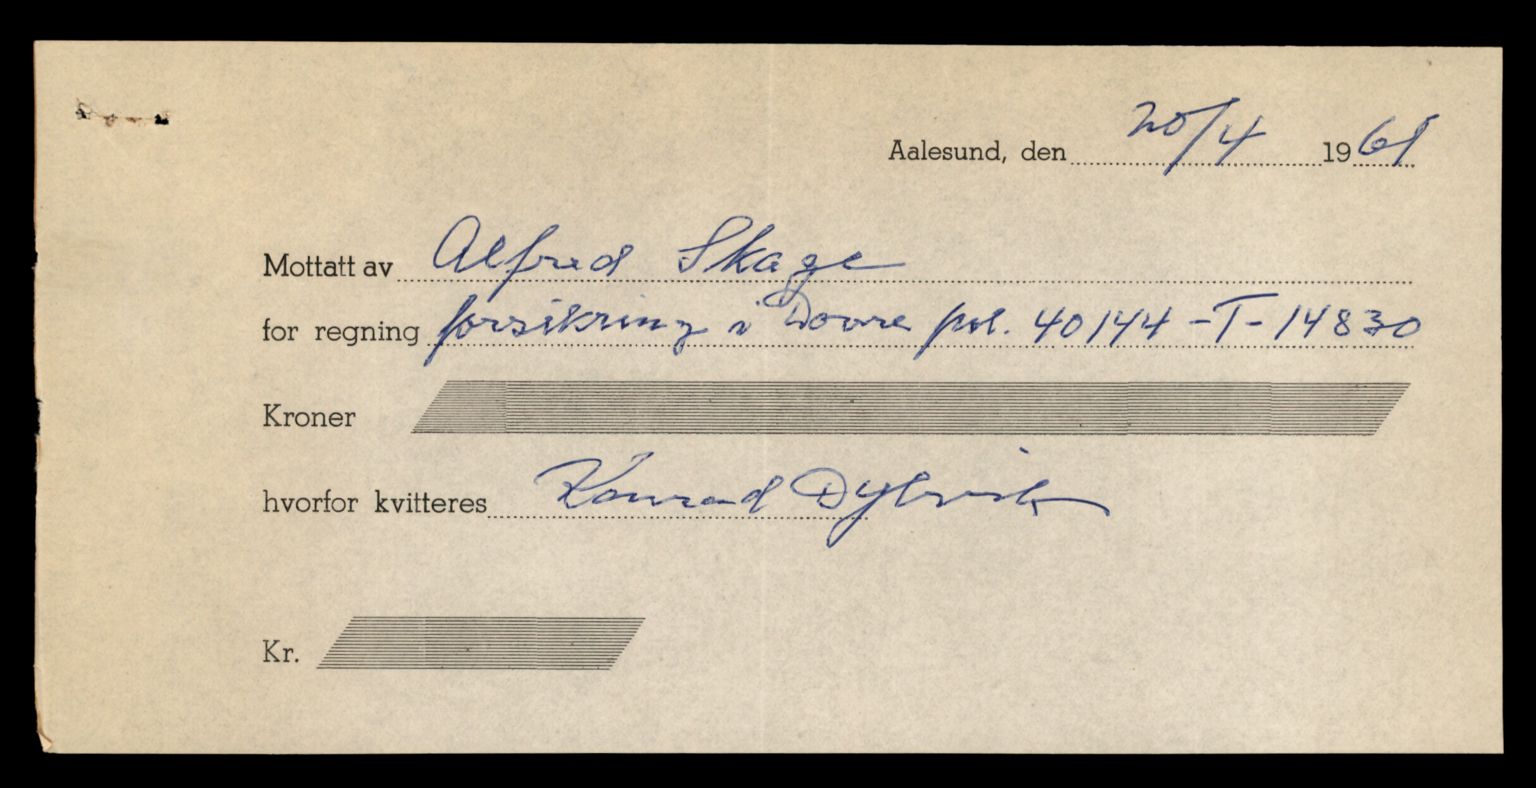 Aalesund, den 20/4 1961
Mottatt av Alfred Skage
for regning forsikring i Dovre pol. 40144-T-14830
Kroner
hvorfor kvitteres Konrad Dybvik
Kr.